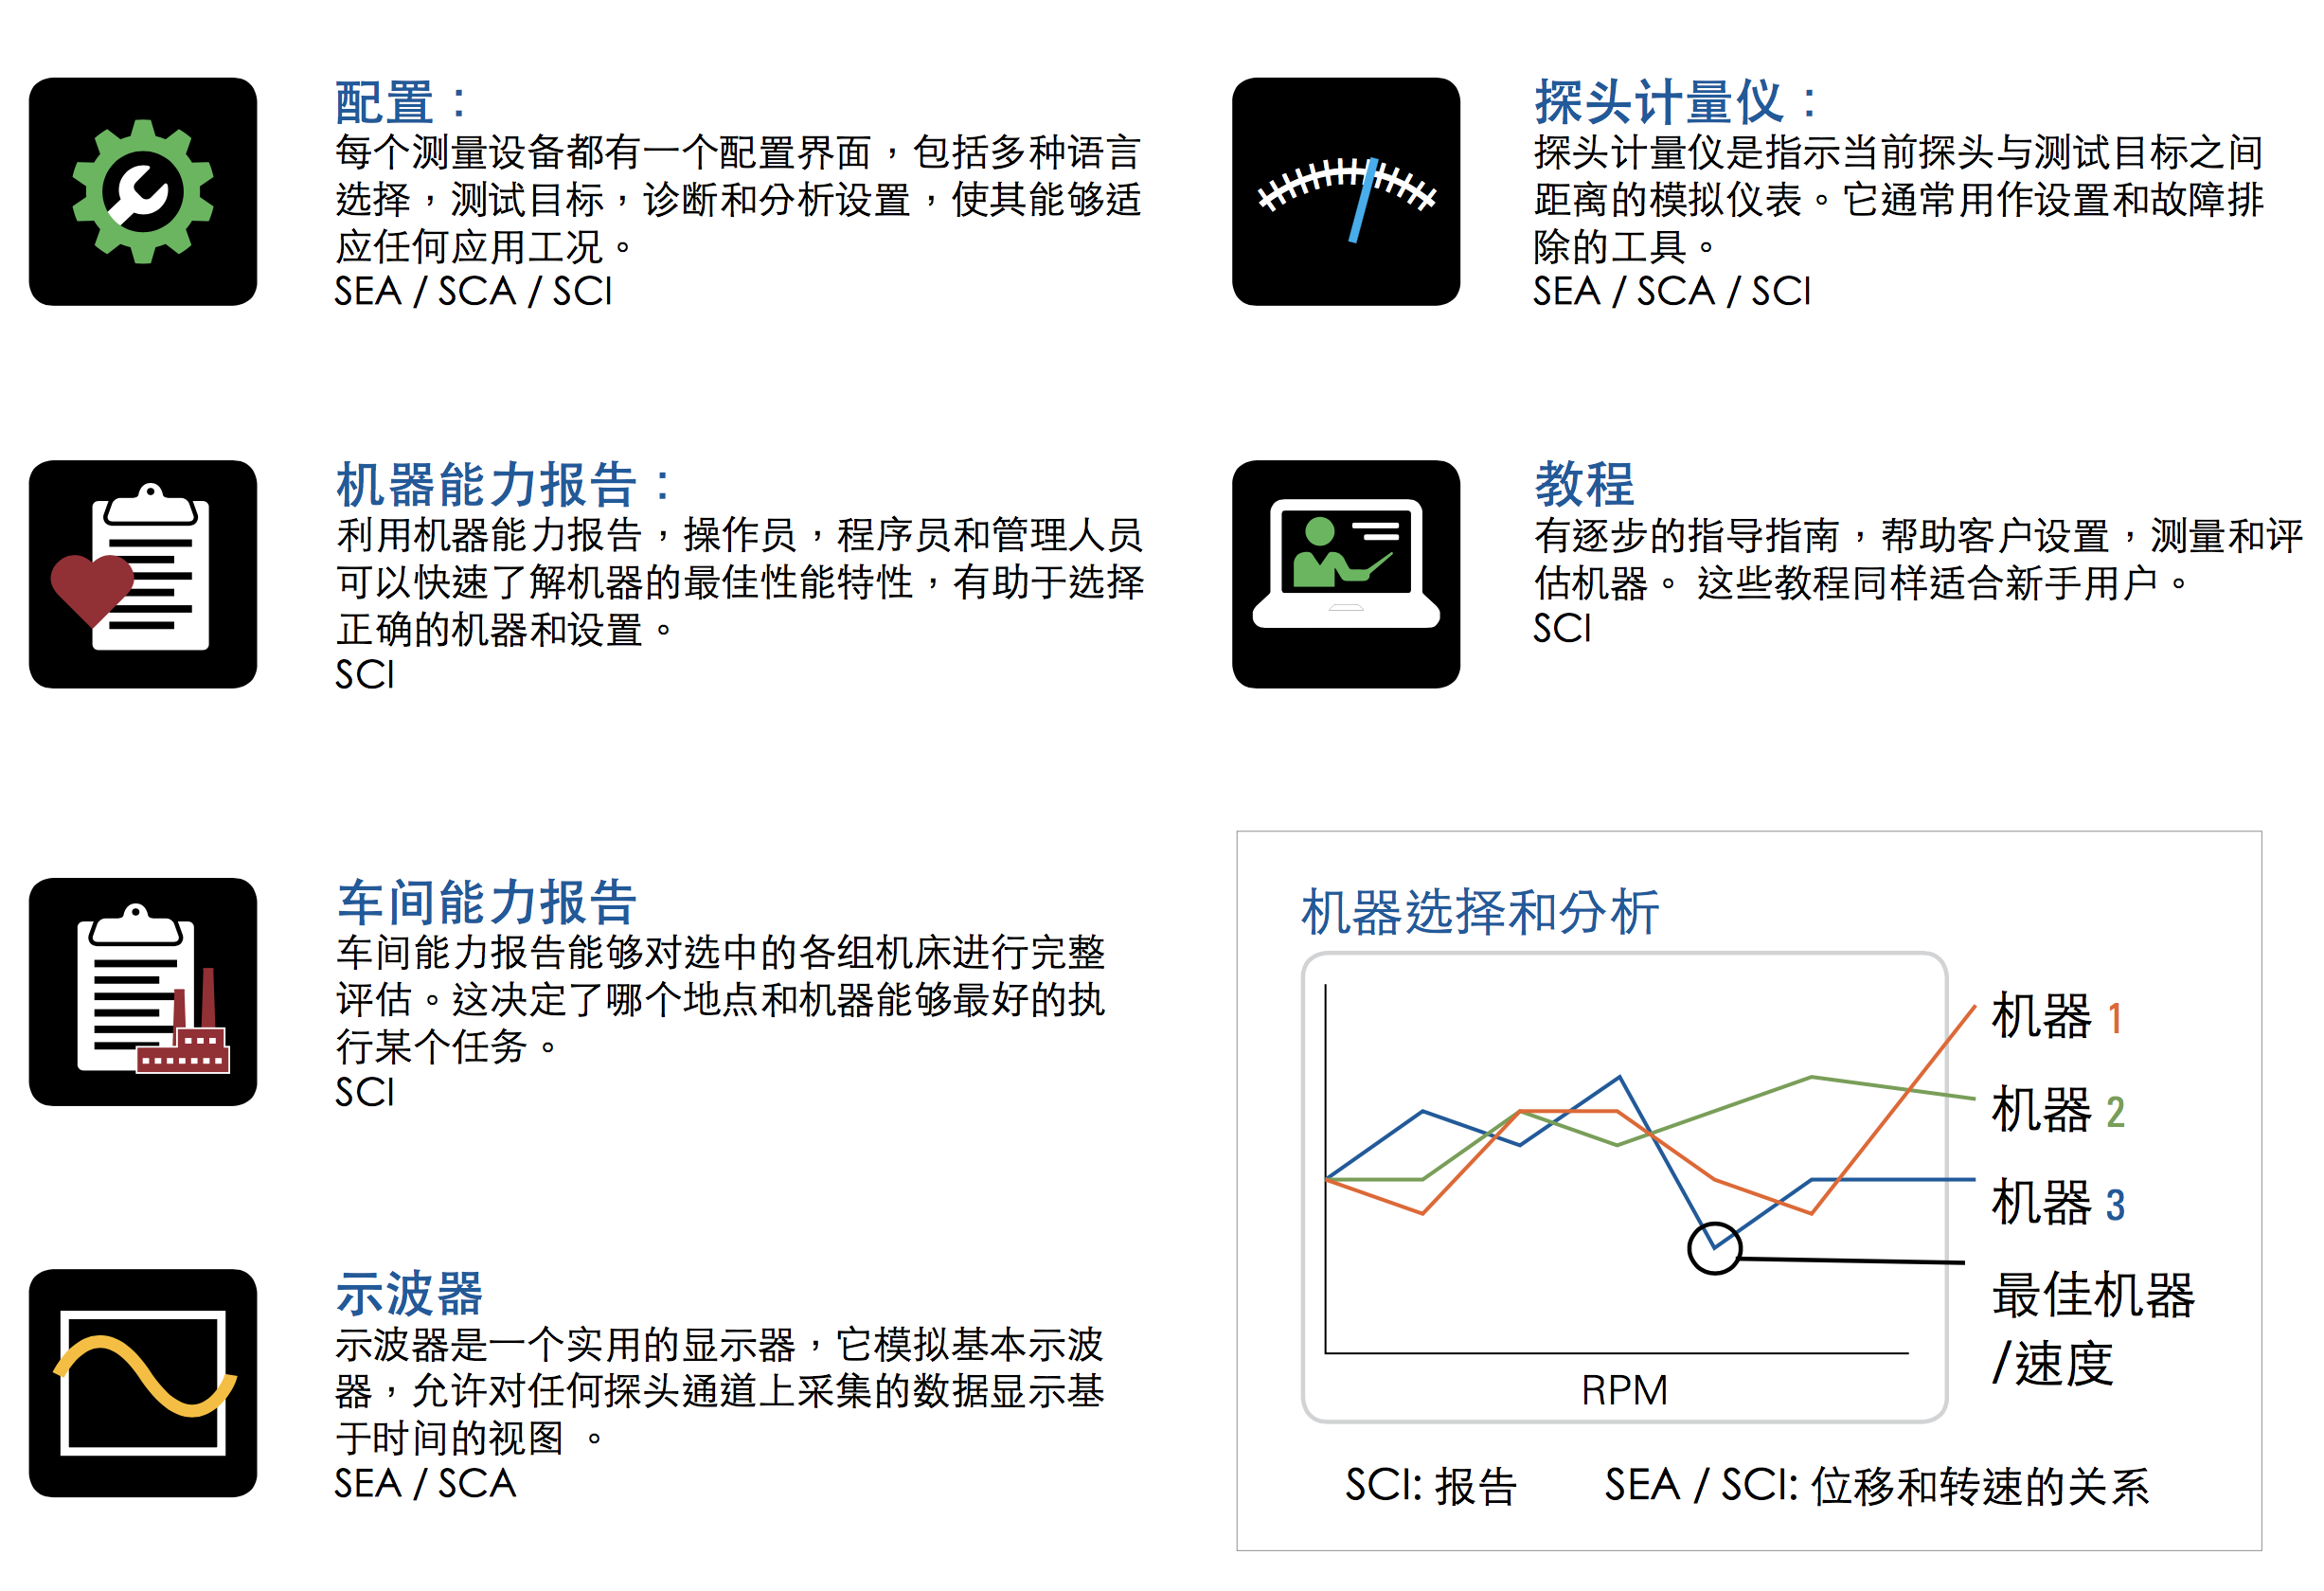 配置：
每个测量设备都有一个配置界面，包括多种语言
选择，测试目标，诊断和分析设置，使其能够适
应任何应用工况。
SEA / SCA / SCI
机器能力报告：
利用机器能力报告，操作员，程序员和管理人员
可以快速了解机器的最佳性能特性，有助于选择
正确的机器和设置。
SCI
车间能力报告
车间能力报告能够对选中的各组机床进行完整
评估。这决定了哪个地点和机器能够最好的执
行某个任务。
SCI
示波器
示波器是一个实用的显示器，它模拟基本示波
器，允许对任何探头通道上采集的数据显示基
于时间的视图 。
SEA / SCA
探头计量仪：
探头计量仪是指示当前探头与测试目标之间
距离的模拟仪表。它通常用作设置和故障排
除的工具。
SEA / SCA / SCI
教程
有逐步的指导指南，帮助客户设置，测量和评
估机器。 这些教程同样适合新手用户。
SCI
机器选择和分析
机器 1
机器 2
机器 3
最佳机器
/速度
RPM
SCI: 报告 SEA / SCI: 位移和转速的关系